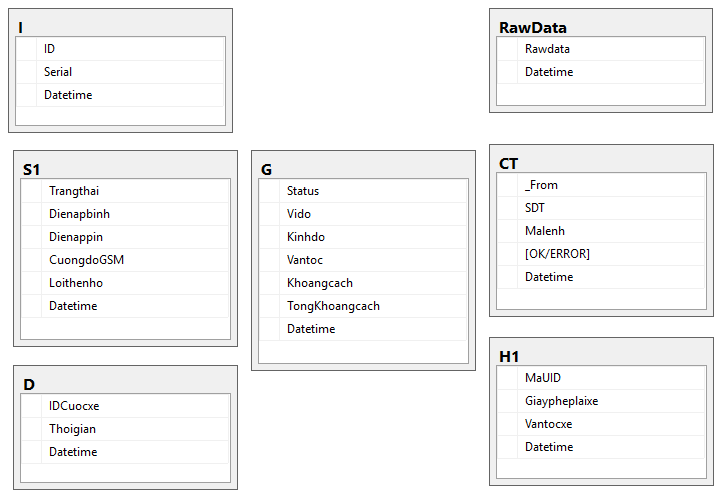 I
ID
Serial
Datetime
RawData
Rawdata
Datetime
S1
Trangthai
Dienapbinh
Dienappin
CuongdoGSM
Loithenho
Datetime
G
Status
Vido
Kinhdo
Vantoc
Khoangcach
TongKhoangcach
Datetime
CT
_From
SDT
Malenh
[OK/ERROR]
Datetime
D
IDCuocxe
Thoigian
Datetime
H1
MaUID
Giaypheplaixe
Vantocxe
Datetime